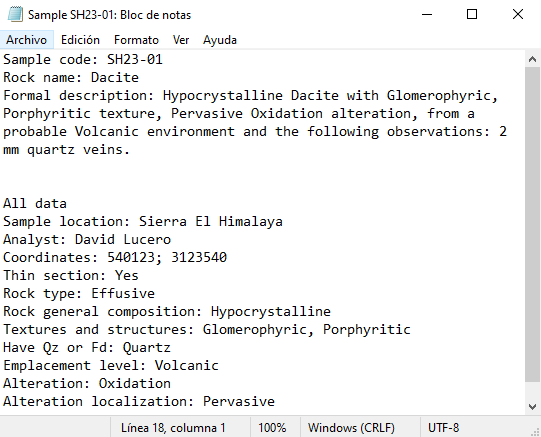 Sample SH23-01: Bloc de notas
Archivo Edición Formato Ver Ayuda
Sample code: SH23-01
Rock name: Dacite
Formal description: Hypocrystalline Dacite with Glomerophyric,
Porphyritic texture, Pervasive Oxidation alteration, from a
probable Volcanic environment and the following observations: 2
mm quartz veins.
All data
Sample location: Sierra El Himalaya
Analyst: David Lucero
Coordinates: 540123; 3123540
Thin section: Yes
Rock type: Effusive
Rock general composition: Hypocrystalline
Textures and structures: Glomerophyric, Porphyritic
Have Qz or Fd: Quartz
Emplacement level: Volcanic
Alteration: Oxidation
Alteration localization: Pervasive
Línea 18, columna 1 100% Windows (CRLF) UTF-8